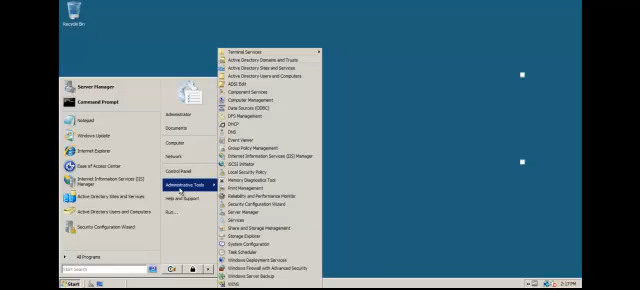 Recycle Bin
Server Manager
Command Prompt
Notepad
Windows Update
Internet Explorer
Ease of Access Center
Internet Information Services (IIS)
Manager
Active Directory Sites and Services
Active Directory Users and Computers
Security Configuration Wizard
All Programs
Start search
Administrator
Documents
Computer
Network
Control Panel
Administrative Tools
Help and Support
Run...
Terminal Services
Active Directory Domains and Trusts
Active Directory Sites and Services
Active Directory Users and Computers
ADSI Edit
Component Services
Computer Management
Data Sources (ODBC)
DFS Management
DHCP
DNS
Event Viewer
Group Policy Management
Internet Information Services (IIS) Manager
iSCSI Initiator
Local Security Policy
Memory Diagnostics Tool
Print Management
Reliability and Performance Monitor
Security Configuration Wizard
Server Manager
Services
Share and Storage Management
Storage Explorer
System Configuration
Task Scheduler
Windows Deployment Services
Windows Firewall with Advanced Security
Windows Server Backup
WINS
Start
2:17 PM